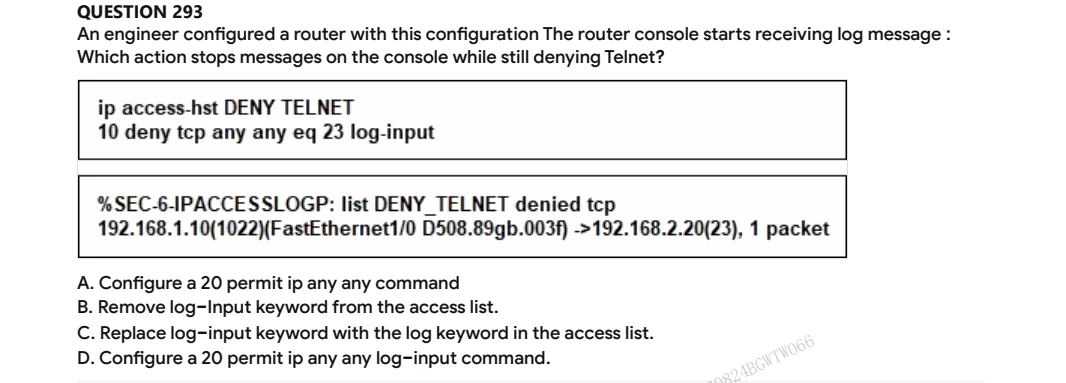 QUESTION 293
An engineer configured a router with this configuration The router console starts receiving log message :
Which action stops messages on the console while still denying Telnet?
ip access-hst DENY TELNET
10 deny tcp any any eq 23 log-input
%SEC-6-IPACCESSLOGP: list DENY_TELNET denied tcp
192.168.1.10(1022)(FastEthernet1/0 D508.89gb.003f) ->192.168.2.20(23), 1 packet
A. Configure a 20 permit ip any any command
B. Remove log-Input keyword from the access list.
C. Replace log-input keyword with the log keyword in the access list.
D. Configure a 20 permit ip any any log-input command.